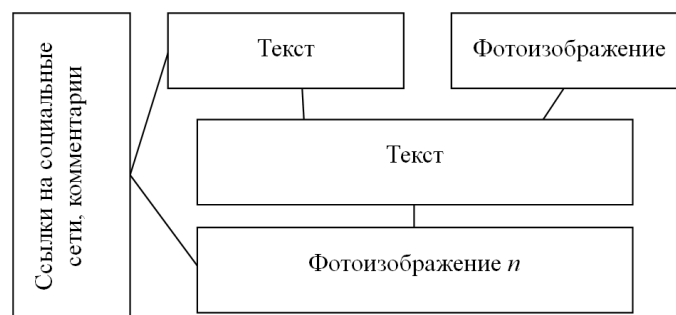 Ссылки на социальные
сети, комментарии
Текст
Фотоизображение
Текст
Фотоизображение n